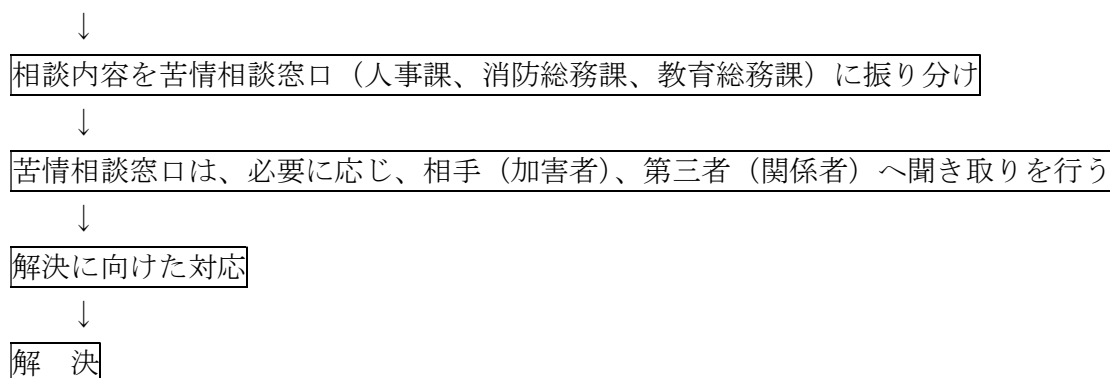 ↓
相談内容を苦情相談窓口（人事課、消防総務課、教育総務課）に振り分け
↓
苦情相談窓口は、必要に応じ、相手（加害者）、第三者（関係者）へ聞き取りを行う
↓
解決に向けた対応
↓
解　決